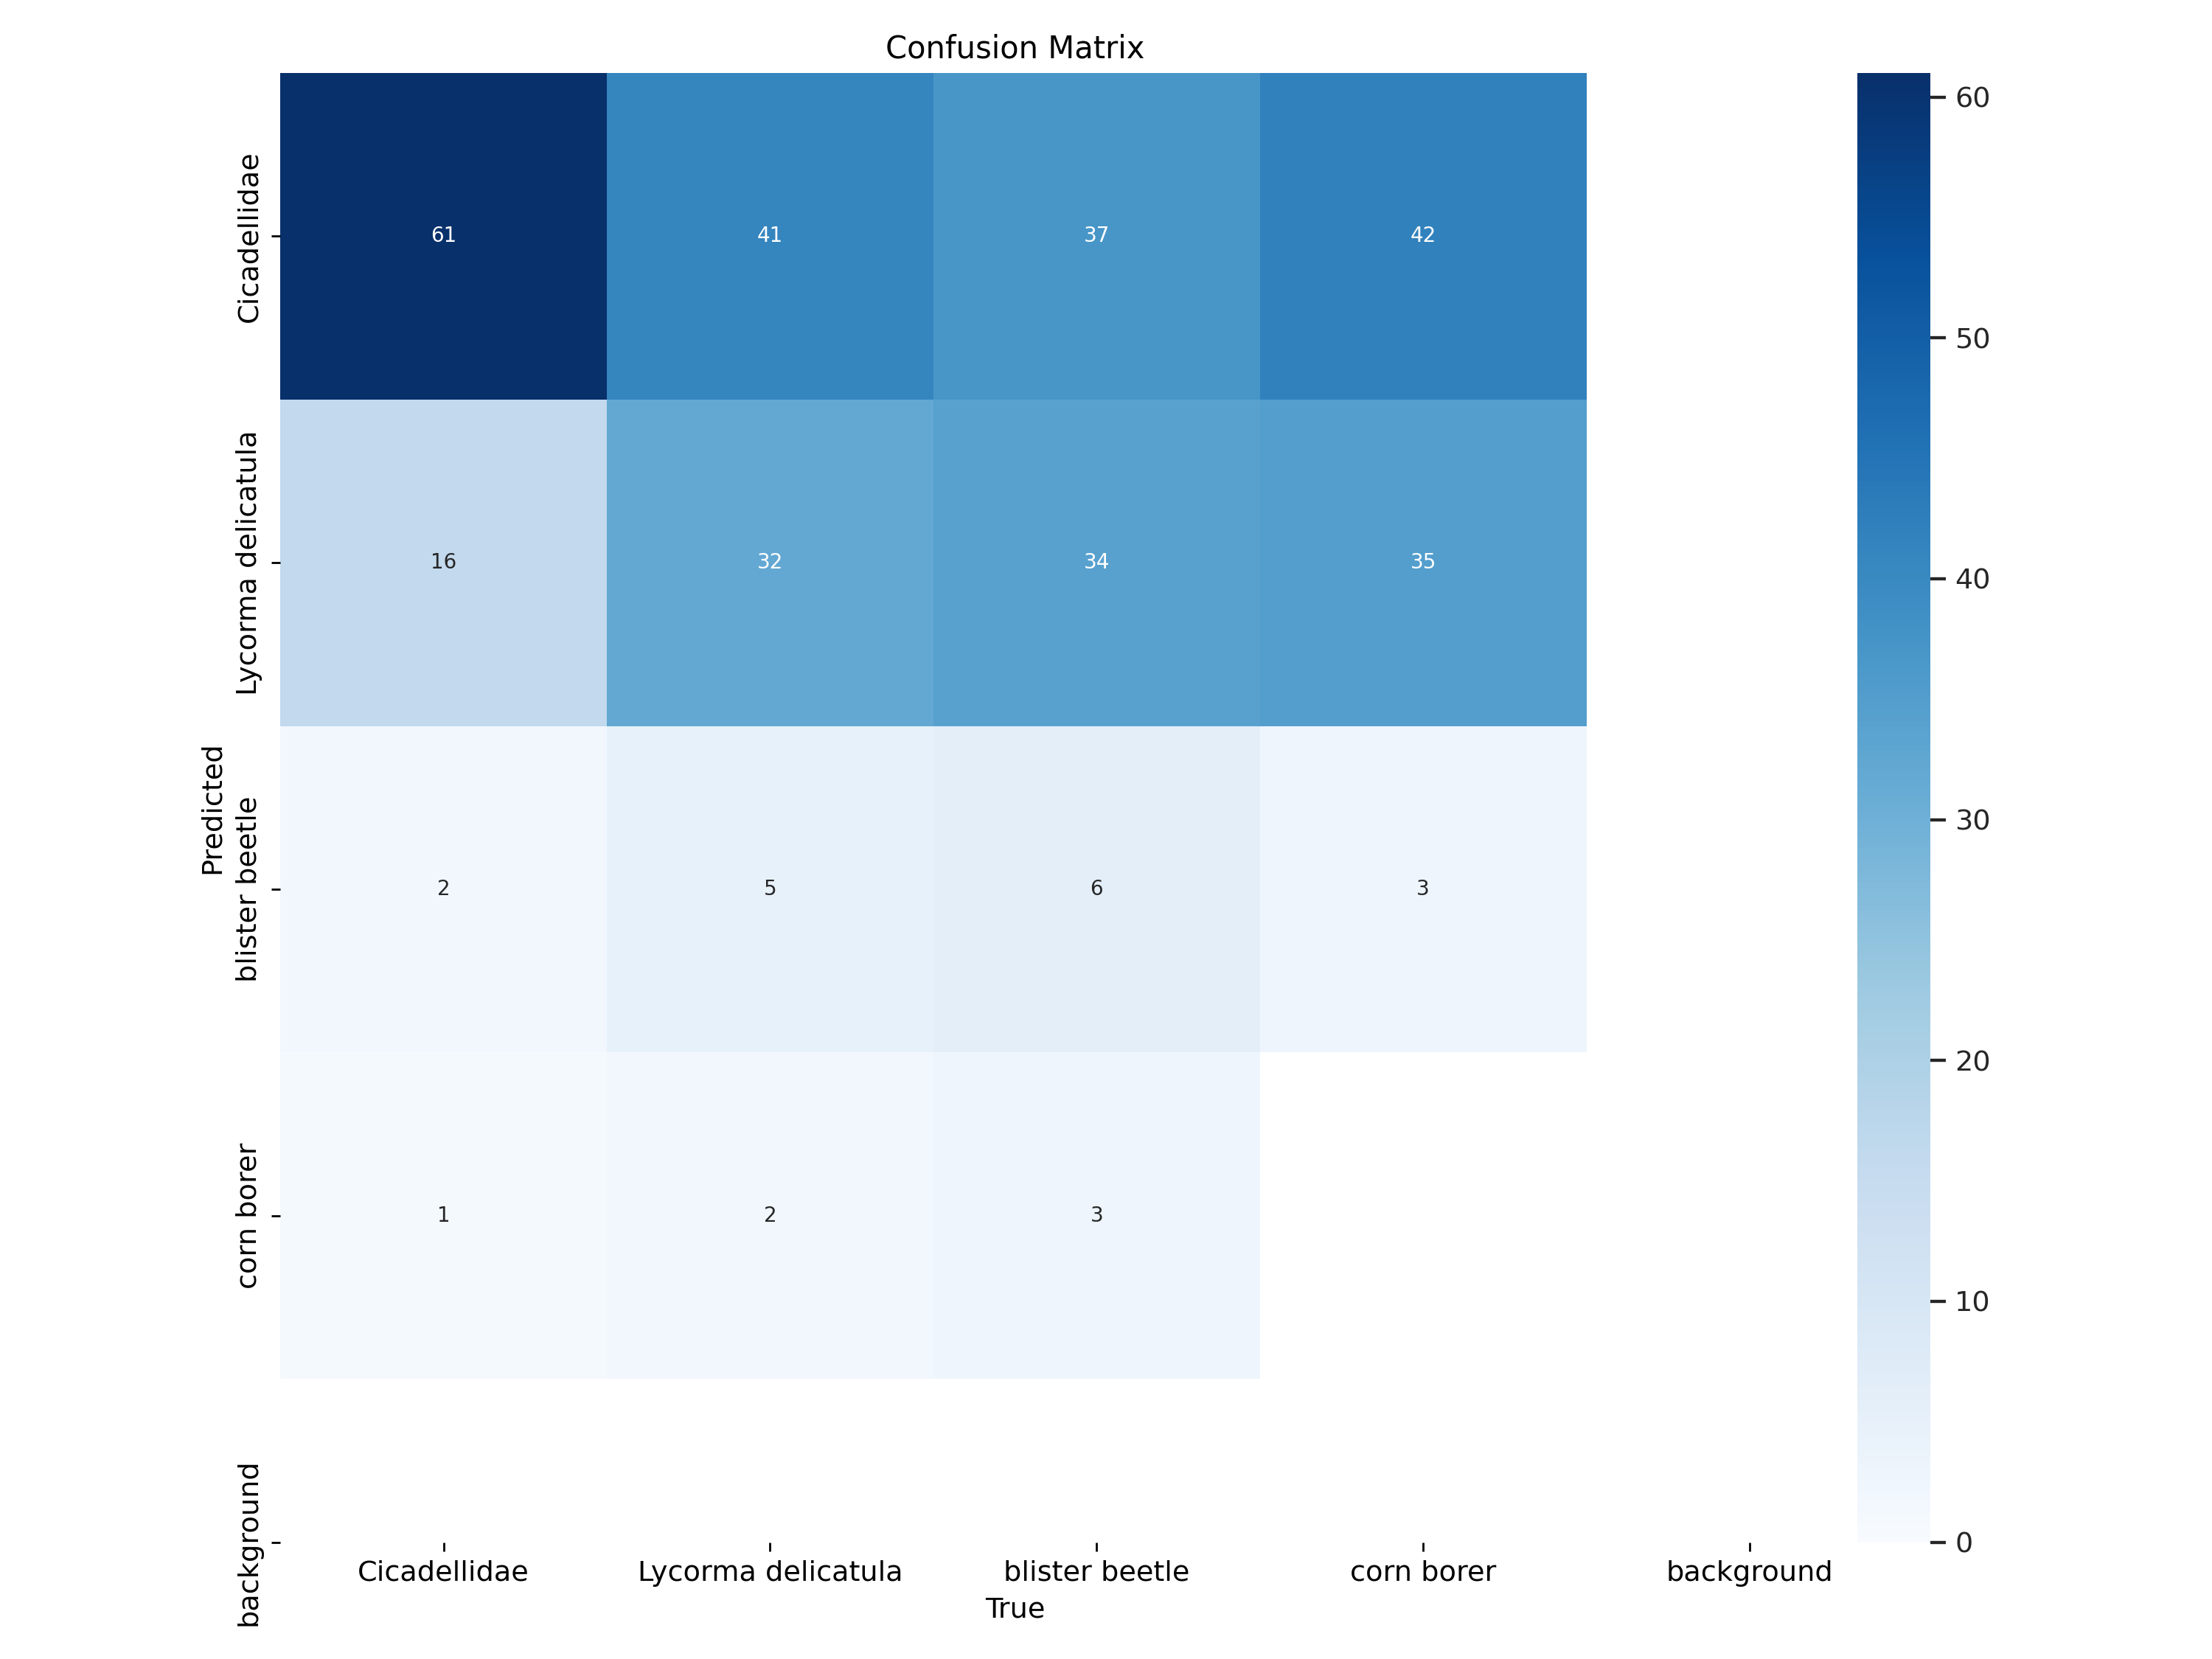 Confusion Matrix
Predicted
Cicadellidae
61 41 37 42
Lycorma delicatula
16 32 34 35
blister beetle
2 5 6 3
corn borer
1 2 3
background
Cicadellidae Lycorma delicatula blister beetle corn borer background
True
60
50
40
30
20
10
0